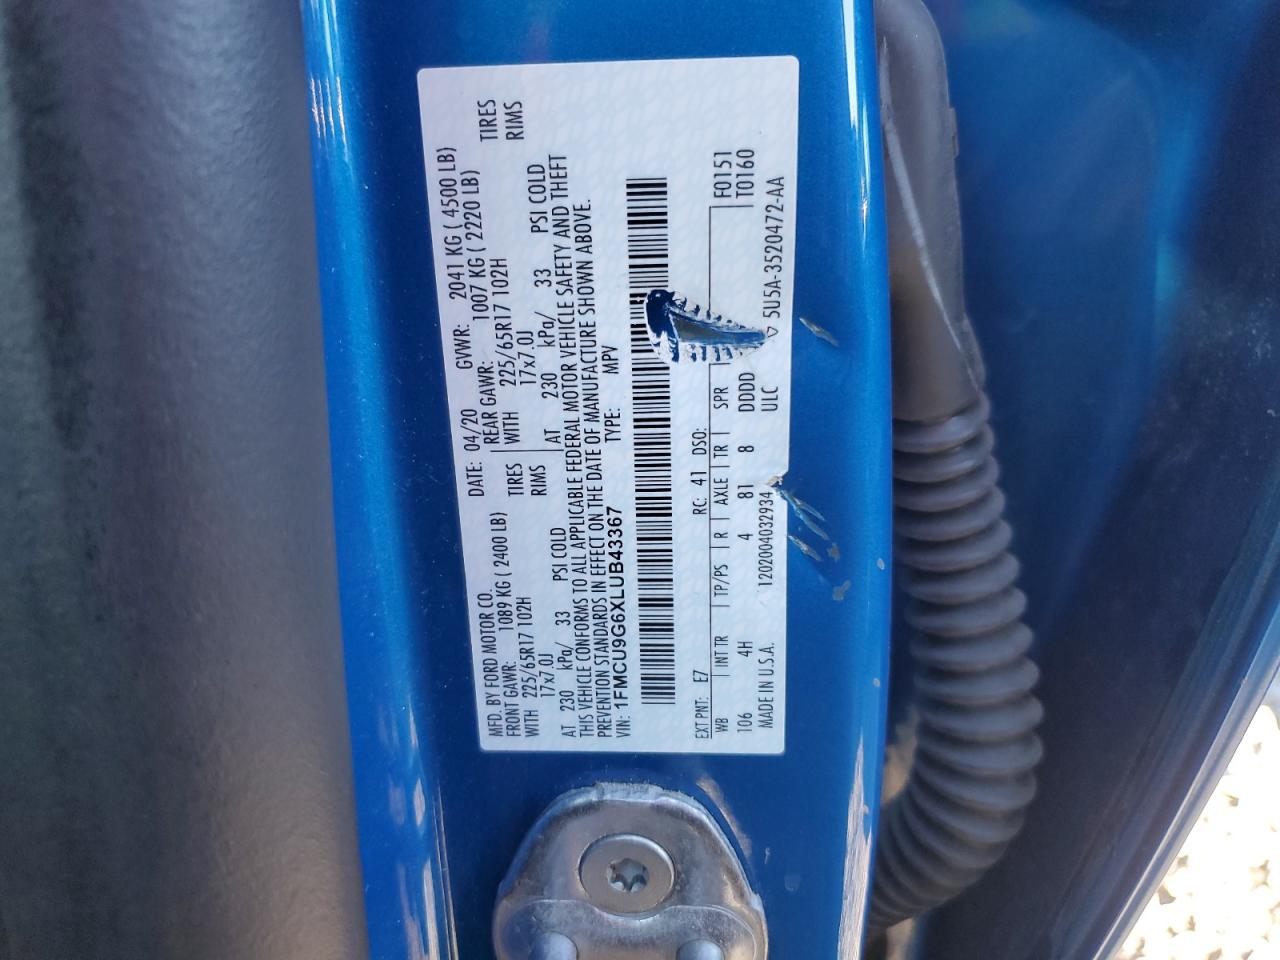 MFD. BY FORD MOTOR CO. DATE: 04/20 GVWR: 2041 KG ( 4500 LB)
FRONT GAWR: 1089 KG ( 2400 LB) REAR GAWR: 1007 KG ( 2220 LB)
WITH 225/65R17 102H TIRES WITH 225/65R17 102H TIRES
17x7.0J RIMS 17x7.0J RIMS
AT 230 kPa/ 33 PSI COLD AT 230 kPa/ 33 PSI COLD
THIS VEHICLE CONFORMS TO ALL APPLICABLE FEDERAL MOTOR VEHICLE SAFETY AND THEFT
PREVENTION STANDARDS IN EFFECT ON THE DATE OF MANUFACTURE SHOWN ABOVE.
VIN: 1FMCU9G6XLUB43367 TYPE: MPV
EXT PNT: E7 RC: 41 DSO: F0151
WB INT TR TP/PS R AXLE TR SPR T0160
106 4H 4 81 8 DDDD
MADE IN U.S.A. 120200403293​4 ULC 5U5A-3520472-AA